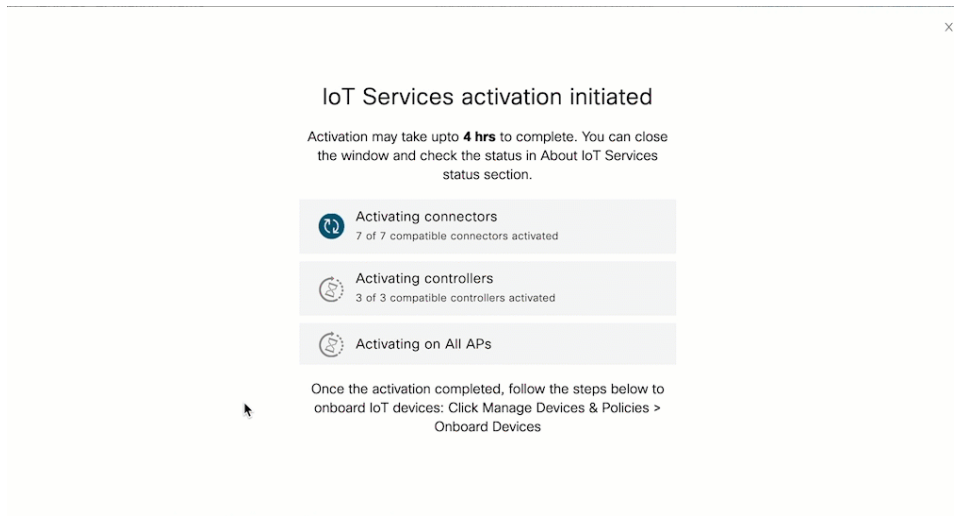 X
IoT Services activation initiated
Activation may take upto 4 hrs to complete. You can close
the window and check the status in About IoT Services
status section.
Activating connectors
7 of 7 compatible connectors activated
Activating controllers
3 of 3 compatible controllers activated
Activating on All APs
Once the activation completed, follow the steps below to
onboard IoT devices: Click Manage Devices & Policies >
Onboard Devices